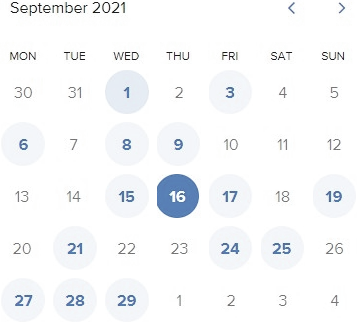 September 2021
MON TUE WED THU FRI SAT SUN
30 31 1 2 3 4 5
6 7 8 9 10 11 12
13 14 15 16 17 18 19
20 21 22 23 24 25 26
27 28 29 1 2 3 4